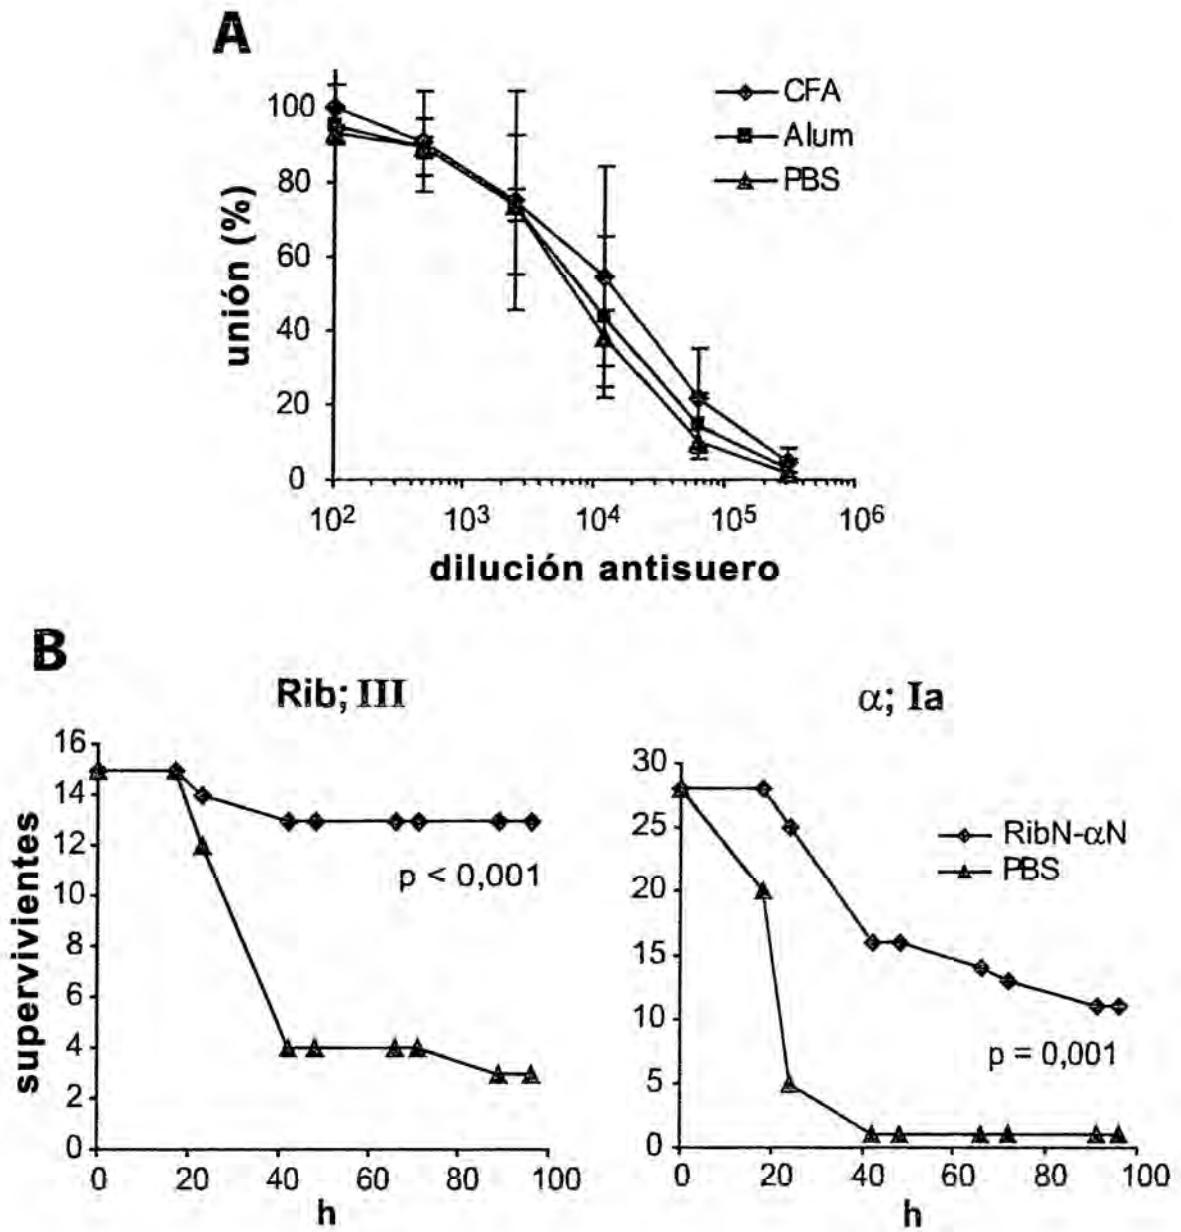 A
CFA
Alum
PBS
unión (%)
100
80
60
40
20
0
10² 10³ 10⁴ 10⁵ 10⁶
dilución antisuero
B
Rib; III
supervivientes
16
14
12
10
8
6
4
2
0
p < 0,001
0 20 40 60 80 100
h
α; Ia
30
25
20
15
10
5
0
RibN-αN
PBS
p = 0,001
0 20 40 60 80 100
h